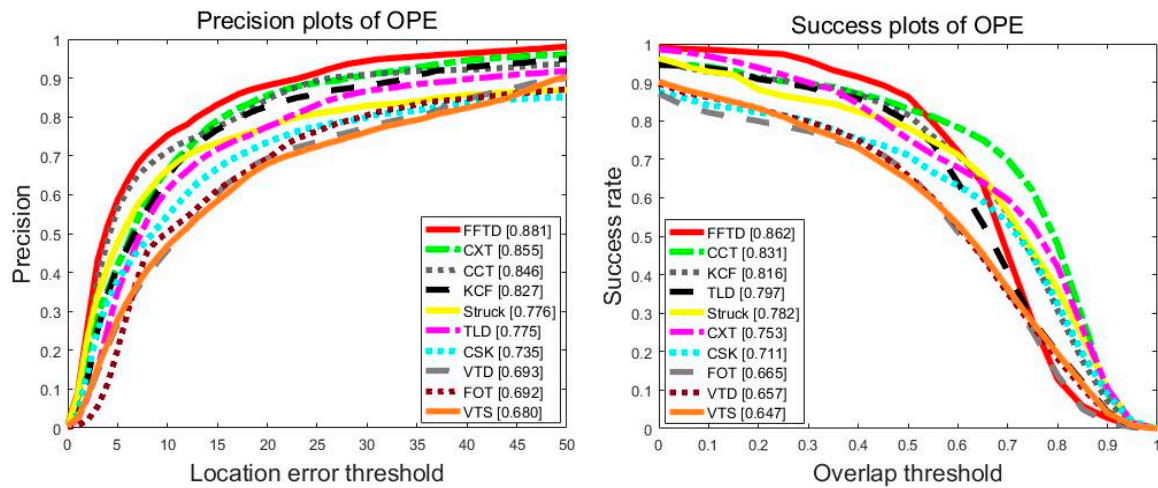 Precision plots of OPE
Precision
1
0.9
0.8
0.7
0.6
0.5
0.4
0.3
0.2
0.1
0
0 5 10 15 20 25 30 35 40 45 50
Location error threshold
FFTD [0.881]
CXT [0.855]
CCT [0.846]
KCF [0.827]
Struck [0.776]
TLD [0.775]
CSK [0.735]
VTD [0.693]
FOT [0.692]
VTS [0.680]
Success plots of OPE
Success rate
1
0.9
0.8
0.7
0.6
0.5
0.4
0.3
0.2
0.1
0
0 0.1 0.2 0.3 0.4 0.5 0.6 0.7 0.8 0.9 1
Overlap threshold
FFTD [0.862]
CCT [0.831]
KCF [0.816]
TLD [0.797]
Struck [0.782]
CXT [0.753]
CSK [0.711]
FOT [0.665]
VTD [0.657]
VTS [0.647]